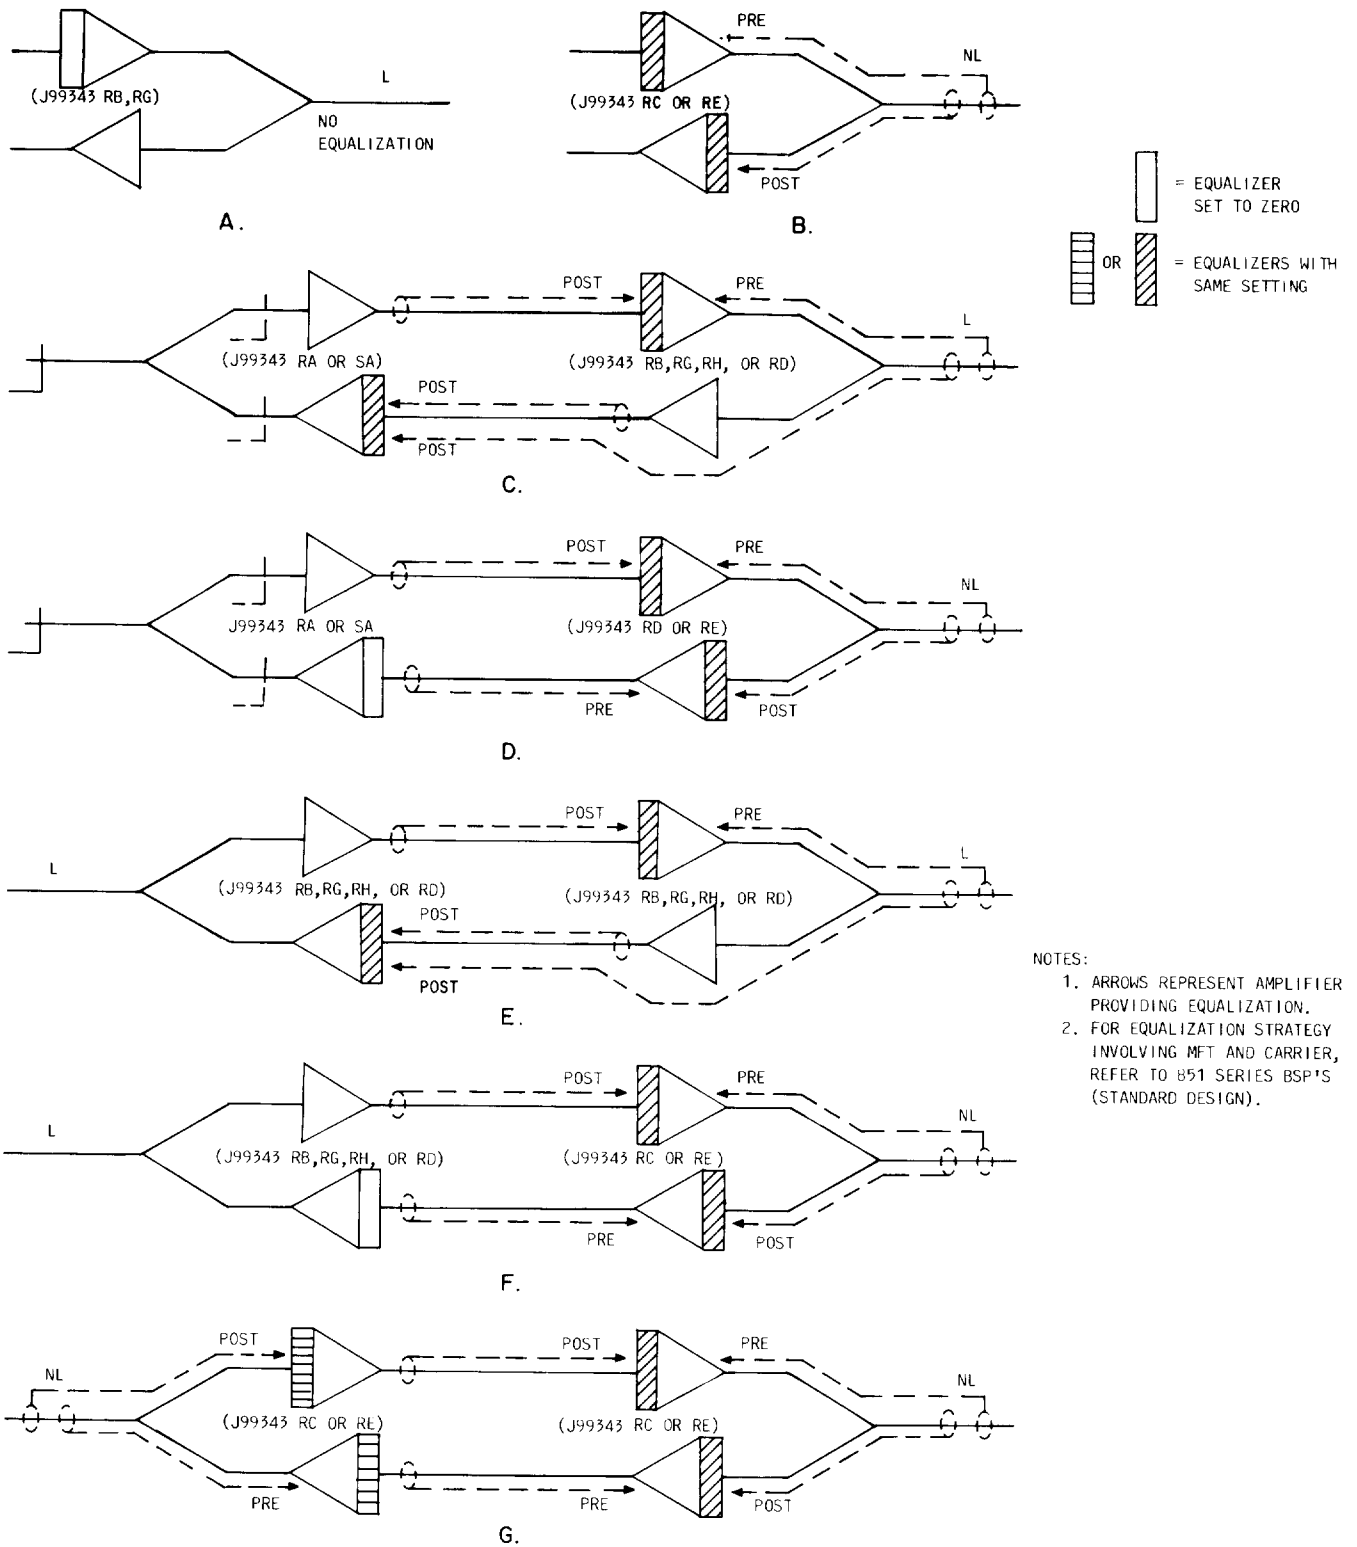 PRE
NL
L
(J99343 RB,RG)
(J99343 RC OR RE)
NO
EQUALIZATION
POST
A.
B.
= EQUALIZER
SET TO ZERO
OR
= EQUALIZERS WITH
SAME SETTING
POST
PRE
L
(J99343 RA OR SA)
(J99343 RB,RG,RH, OR RD)
POST
POST
C.
POST
PRE
NL
J99343 RA OR SA
(J99343 RD OR RE)
PRE
POST
D.
POST
PRE
L
L
(J99343 RB,RG,RH, OR RD)
(J99343 RB,RG,RH, OR RD)
POST
POST
E.
NOTES:
1. ARROWS REPRESENT AMPLIFIER
PROVIDING EQUALIZATION.
2. FOR EQUALIZATION STRATEGY
INVOLVING MFT AND CARRIER,
REFER TO 851 SERIES BSP'S
(STANDARD DESIGN).
POST
PRE
NL
L
(J99343 RB,RG,RH, OR RD)
(J99343 RC OR RE)
PRE
POST
F.
POST
POST
PRE
NL
NL
(J99343 RC OR RE)
(J99343 RC OR RE)
PRE
PRE
POST
G.